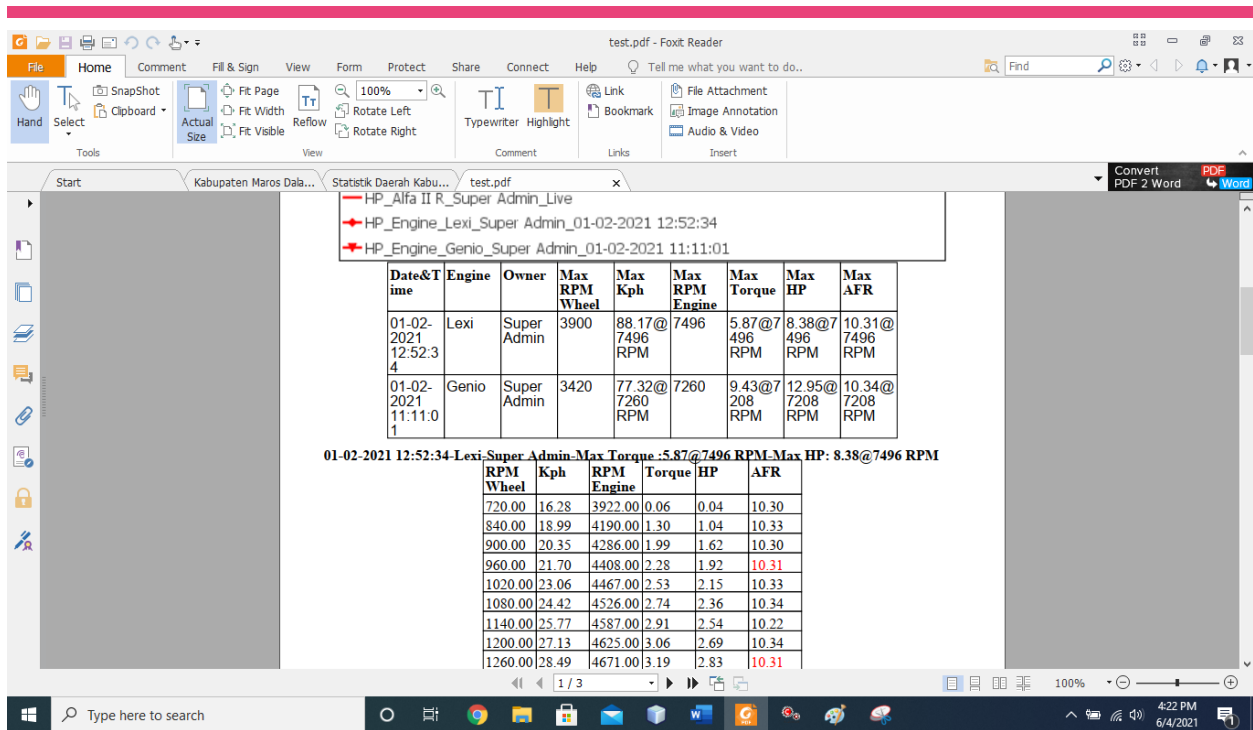 test.pdf - Foxit Reader
File Home Comment Fill & Sign View Form Protect Share Connect Help Tell me what you want to do.. Find
Hand Select SnapShot Clipboard Actual Size Fit Page Fit Width Fit Visible Reflow 100% Rotate Left Rotate Right Typewriter Highlight Link Bookmark File Attachment Image Annotation Audio & Video
Tools View Comment Links Insert
Start Kabupaten Maros Dala... Statistik Daerah Kabu... test.pdf x
Convert PDF
PDF 2 Word Word
HP_Alfa II R_Super Admin_Live
HP_Engine_Lexi_Super Admin_01-02-2021 12:52:34
HP_Engine_Genio_Super Admin_01-02-2021 11:11:01
Date&T Engine Owner Max Max Max Max Max Max
ime RPM Kph RPM Torque HP AFR
Wheel Engine
01-02- Lexi Super 3900 88.17@ 7496 5.87@7 8.38@7 10.31@
2021 Admin 7496 496 496 7496
12:52:3 RPM RPM RPM RPM
4
01-02- Genio Super 3420 77.32@ 7260 9.43@7 12.95@ 10.34@
2021 Admin 7260 208 7208 7208
11:11:0 RPM RPM RPM RPM
1
01-02-2021 12:52:34-Lexi-Super Admin-Max Torque :5.87@7496 RPM-Max HP: 8.38@7496 RPM
RPM Kph RPM Torque HP AFR
Wheel Engine
720.00 16.28 3922.00 0.06 0.04 10.30
840.00 18.99 4190.00 1.30 1.04 10.33
900.00 20.35 4286.00 1.99 1.62 10.30
960.00 21.70 4408.00 2.28 1.92 10.31
1020.00 23.06 4467.00 2.53 2.15 10.33
1080.00 24.42 4526.00 2.74 2.36 10.34
1140.00 25.77 4587.00 2.91 2.54 10.22
1200.00 27.13 4625.00 3.06 2.69 10.34
1260.00 28.49 4671.00 3.19 2.83 10.31
1 / 3 100%
Type here to search
4:22 PM
6/4/2021